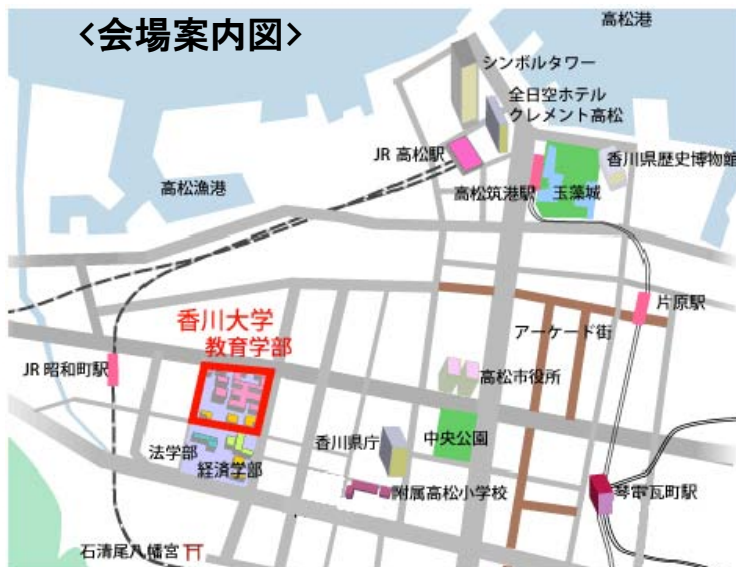 <会場案内図>
高松港
シンボルタワー
全日空ホテル
クレメント高松
JR 高松駅
香川県歴史博物館
高松漁港
高松筑港駅
玉藻城
片原駅
香川大学
教育学部
アーケード街
JR 昭和町駅
高松市役所
香川県庁
中央公園
法学部
経済学部
附属高松小学校
琴電瓦町駅
石清尾八幡宮